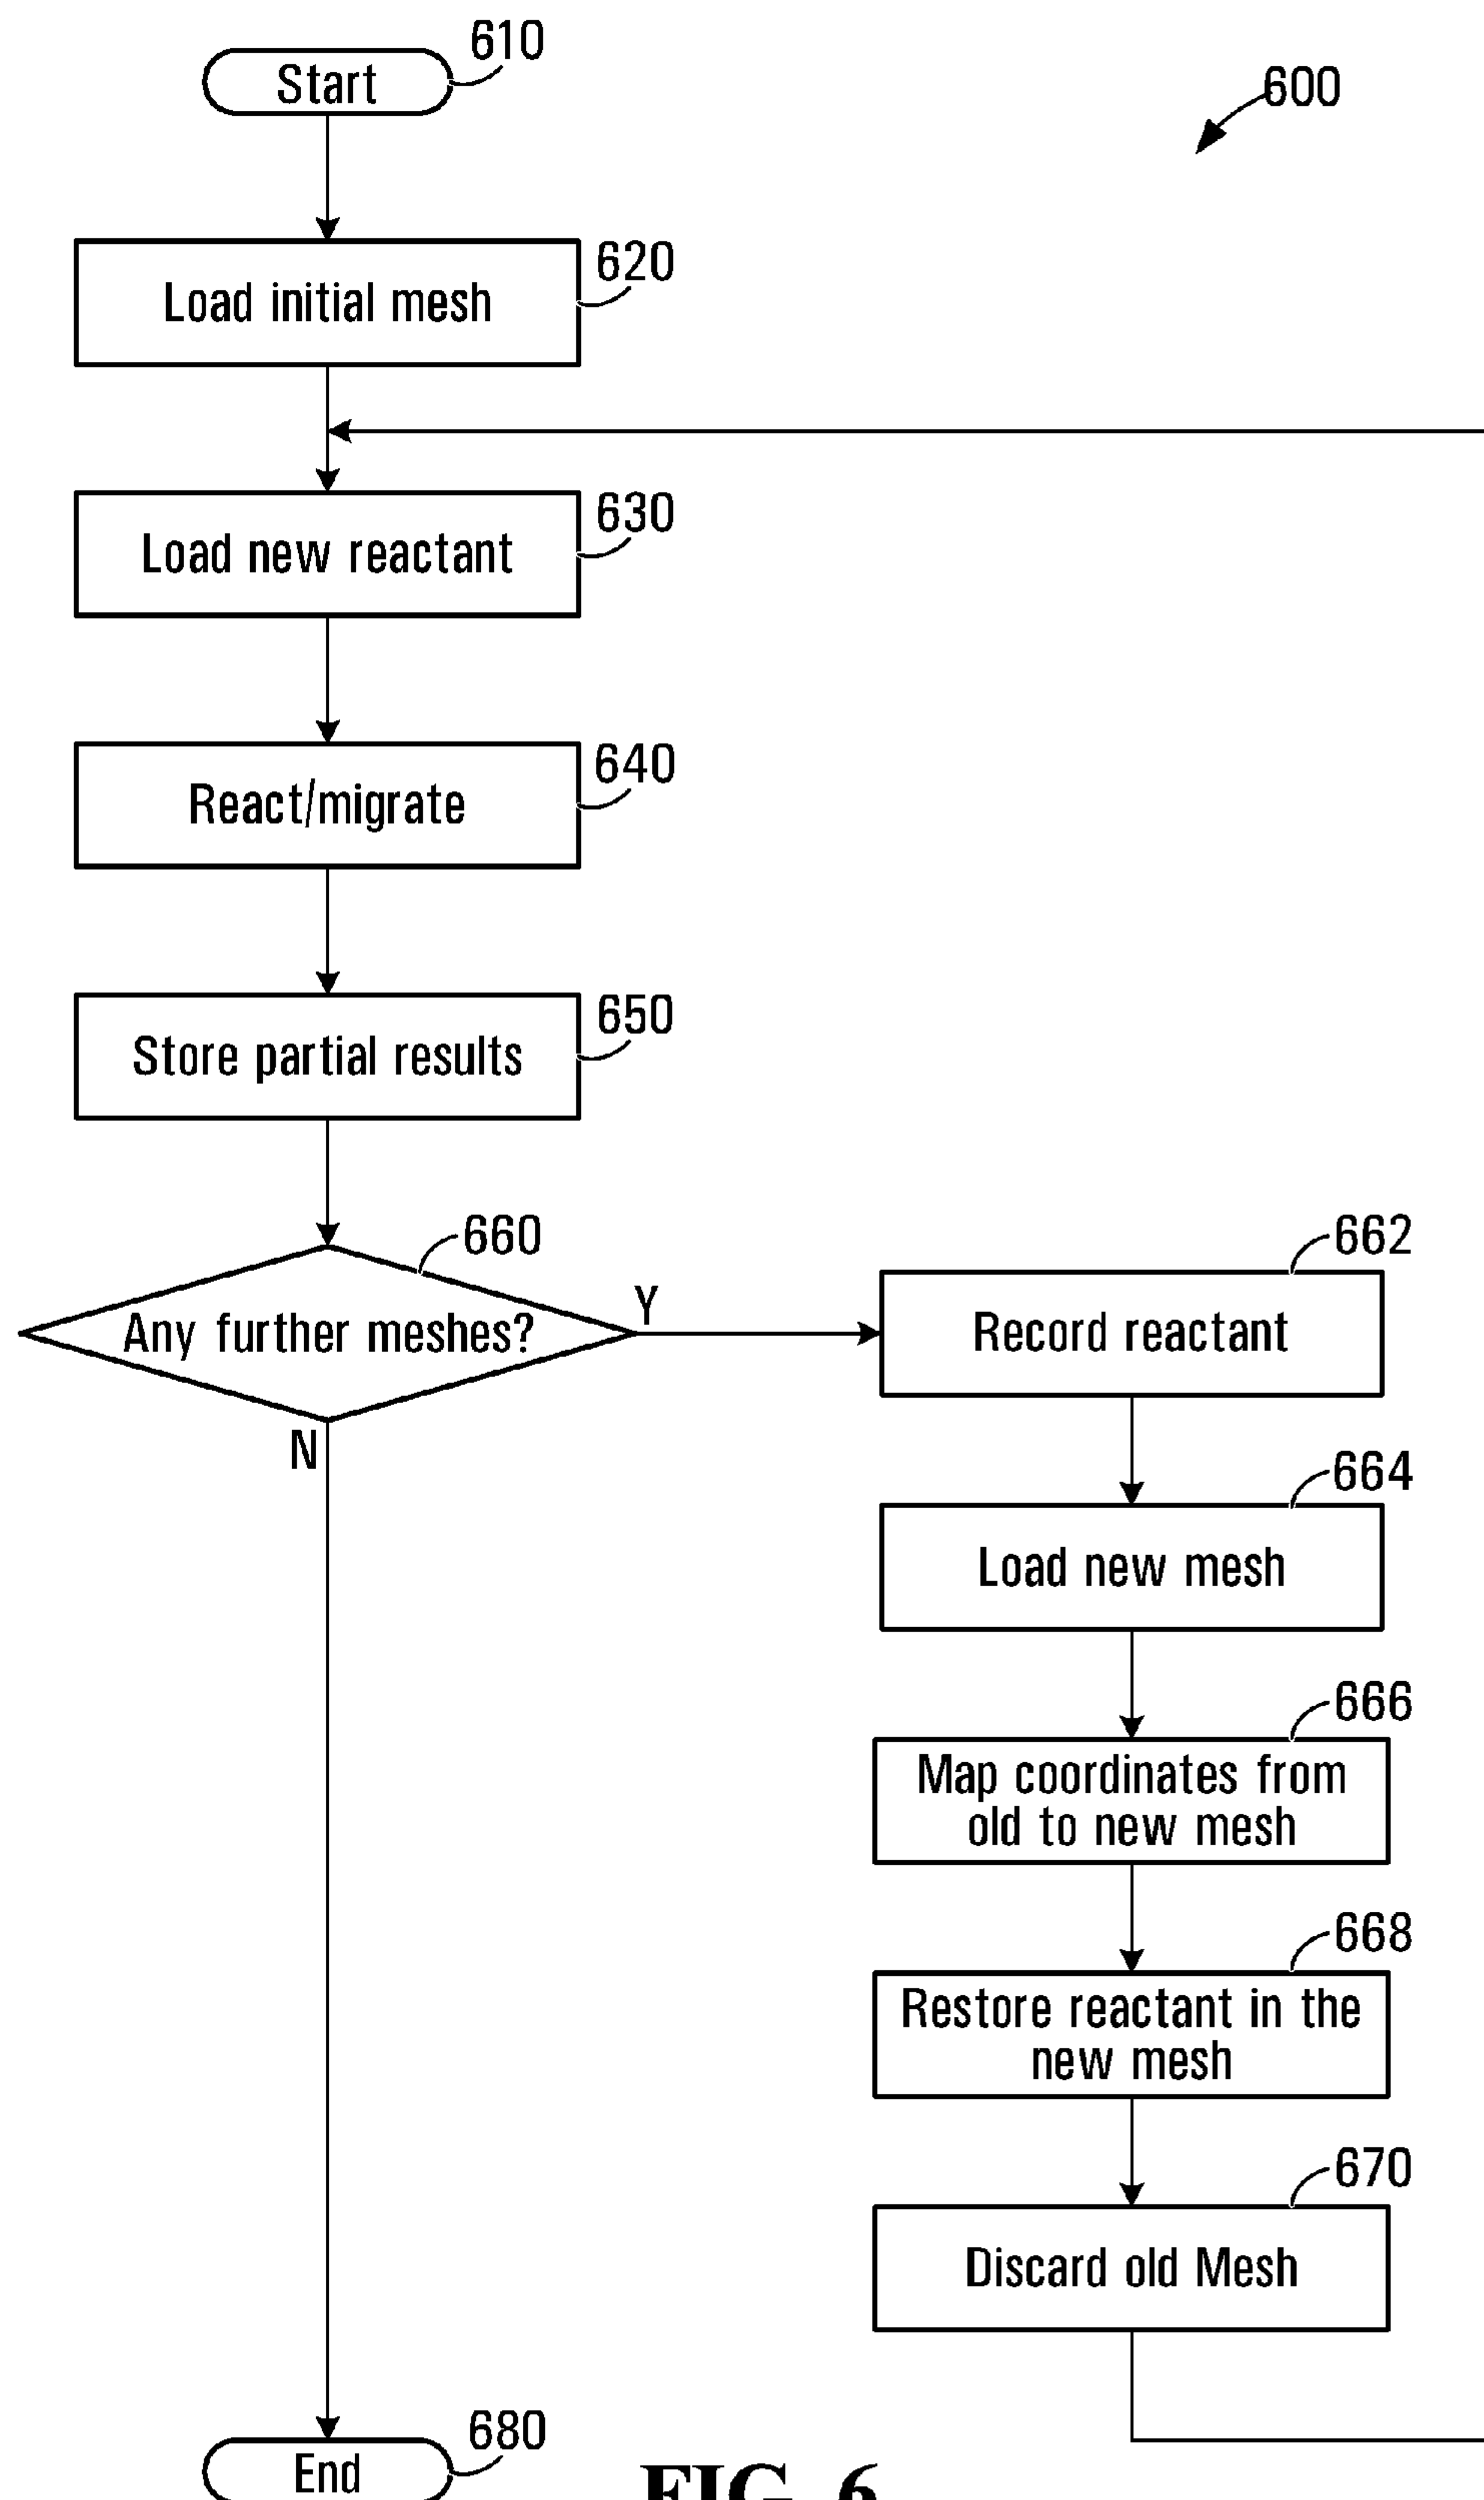 610
Start
600
620
Load initial mesh
630
Load new reactant
640
React/migrate
650
Store partial results
660
Any further meshes?
Y
N
662
Record reactant
664
Load new mesh
666
Map coordinates from
old to new mesh
668
Restore reactant in the
new mesh
670
Discard old Mesh
680
End
FIG. 6